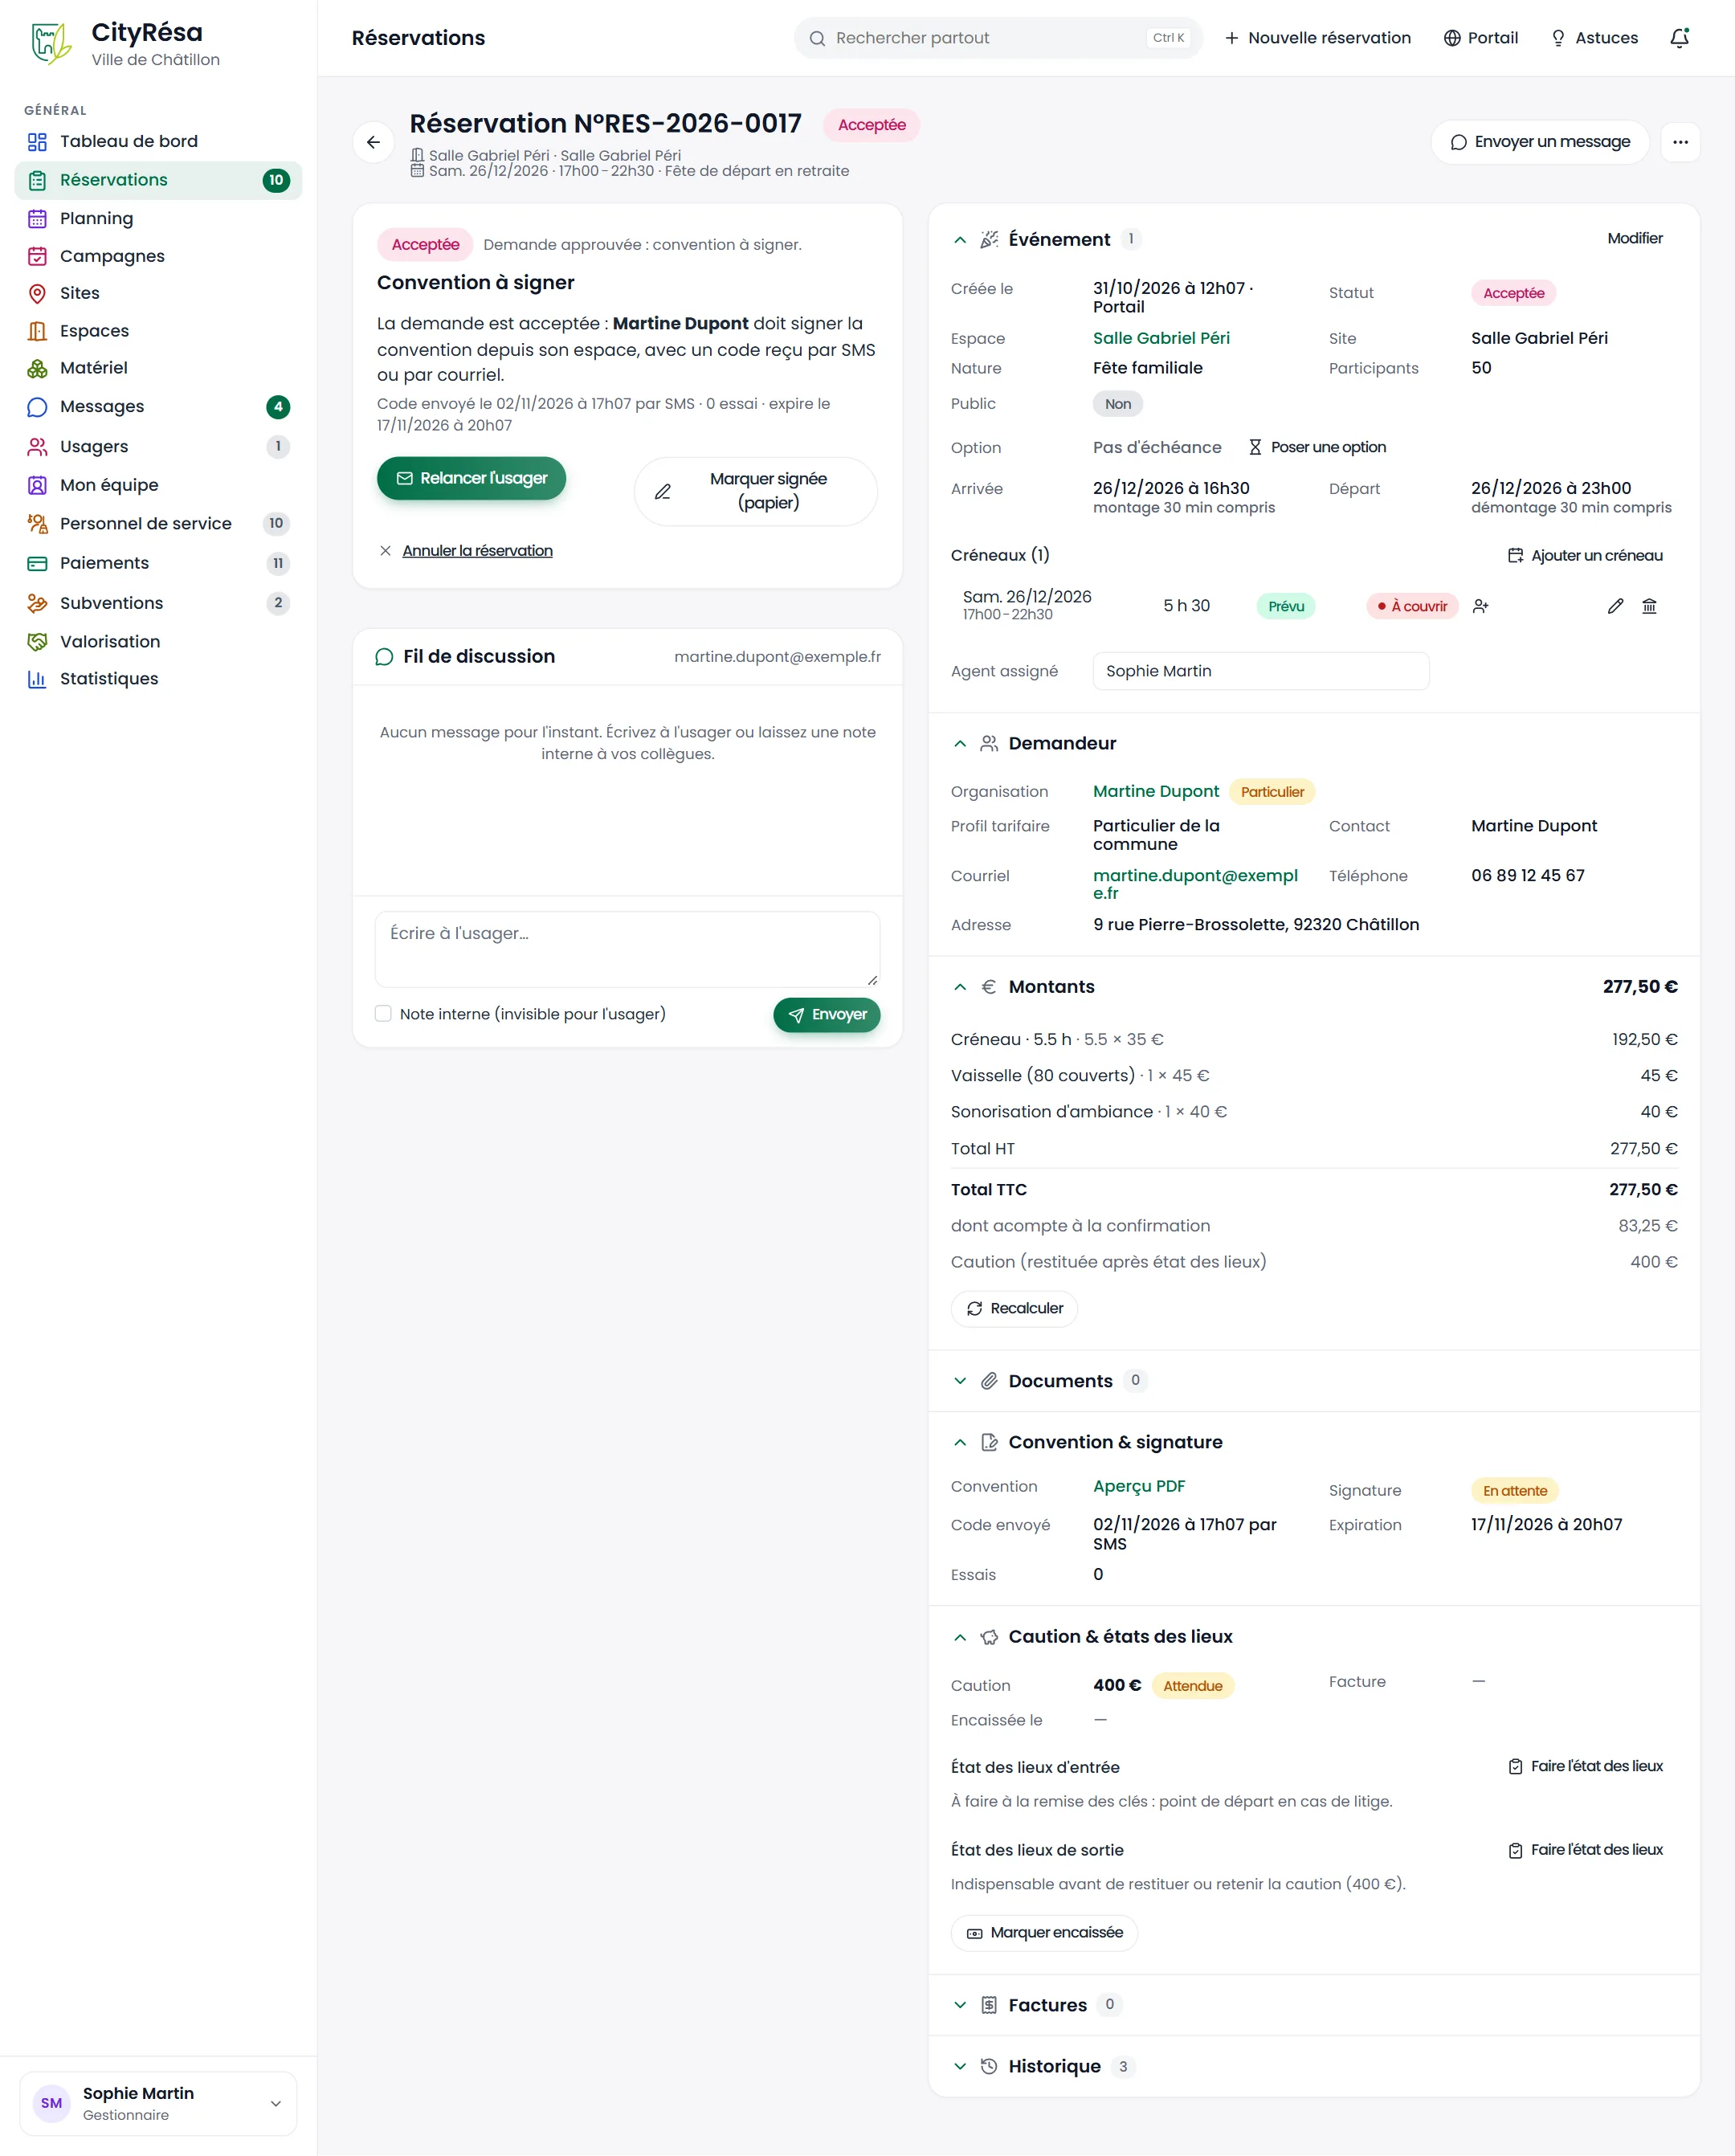 CityRésa
Ville de Châtillon
GÉNÉRAL
Tableau de bord
Réservations 10
Planning
Campagnes
Sites
Espaces
Matériel
Messages 4
Usagers 1
Mon équipe
Personnel de service 10
Paiements 11
Subventions 2
Valorisation
Statistiques
SM
Sophie Martin
Gestionnaire
Réservations
Rechercher partout Ctrl K
Nouvelle réservation
Portail
Astuces
Réservation N°RES-2026-0017 Acceptée
Salle Gabriel Péri · Salle Gabriel Péri
Sam. 26/12/2026 · 17h00–22h30 · Fête de départ en retraite
Envoyer un message
Acceptée Demande approuvée : convention à signer.
Convention à signer
La demande est acceptée : Martine Dupont doit signer la
convention depuis son espace, avec un code reçu par SMS
ou par courriel.
Code envoyé le 02/11/2026 à 17h07 par SMS · 0 essai · expire le
17/11/2026 à 20h07
Relancer l'usager
Marquer signée
(papier)
Annuler la réservation
Fil de discussion martine.dupont@exemple.fr
Aucun message pour l'instant. Écrivez à l'usager ou laissez une note
interne à vos collègues.
Écrire à l'usager…
Note interne (invisible pour l'usager)
Envoyer
Événement 1 Modifier
Créée le 31/10/2026 à 12h07 ·
Portail
Statut Acceptée
Espace Salle Gabriel Péri Site Salle Gabriel Péri
Nature Fête familiale Participants 50
Public Non
Option Pas d'échéance Poser une option
Arrivée 26/12/2026 à 16h30
montage 30 min compris
Départ 26/12/2026 à 23h00
démontage 30 min compris
Créneaux (1) Ajouter un créneau
Sam. 26/12/2026
17h00–22h30
5 h 30 Prévu À couvrir
Agent assigné Sophie Martin
Demandeur
Organisation Martine Dupont Particulier
Profil tarifaire Particulier de la
commune
Contact Martine Dupont
Courriel martine.dupont@exempl
e.fr
Téléphone 06 89 12 45 67
Adresse 9 rue Pierre-Brossolette, 92320 Châtillon
Montants 277,50 €
Créneau · 5.5 h · 5.5 × 35 € 192,50 €
Vaisselle (80 couverts) · 1 × 45 € 45 €
Sonorisation d'ambiance · 1 × 40 € 40 €
Total HT 277,50 €
Total TTC 277,50 €
dont acompte à la confirmation 83,25 €
Caution (restituée après état des lieux) 400 €
Recalculer
Documents 0
Convention & signature
Convention Aperçu PDF Signature En attente
Code envoyé 02/11/2026 à 17h07 par
SMS
Expiration 17/11/2026 à 20h07
Essais 0
Caution & états des lieux
Caution 400 € Attendue Facture —
Encaissée le —
État des lieux d'entrée Faire l'état des lieux
À faire à la remise des clés : point de départ en cas de litige.
État des lieux de sortie Faire l'état des lieux
Indispensable avant de restituer ou retenir la caution (400 €).
Marquer encaissée
Factures 0
Historique 3